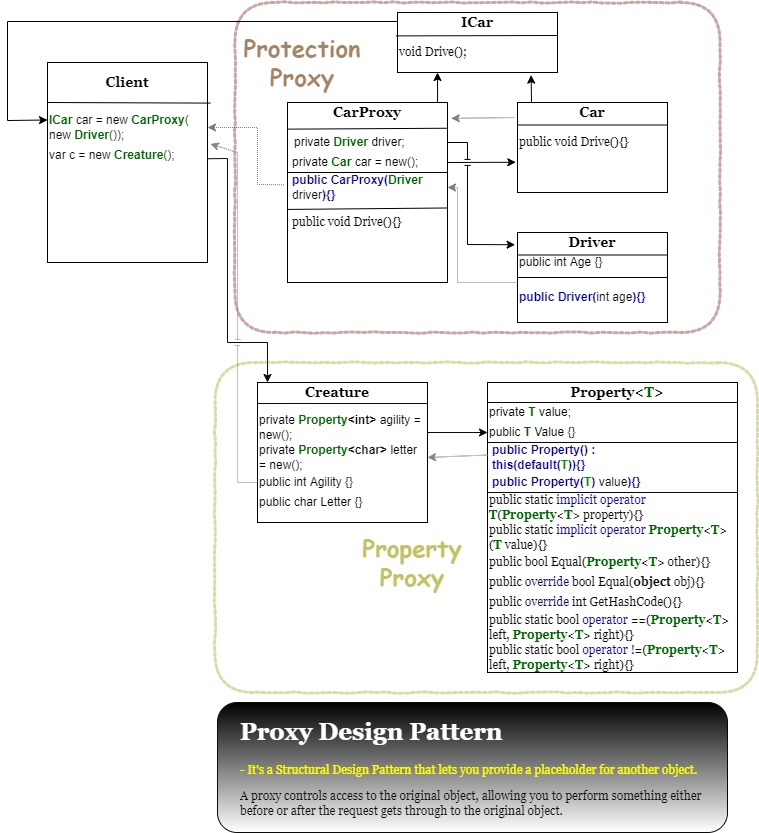 ICar
void Drive();
Protection
Proxy
Client
ICar car = new CarProxy(
new Driver());
var c = new Creature();
CarProxy
private Driver driver;
private Car car = new();
public CarProxy(Driver
driver){}
public void Drive(){}
Car
public void Drive(){}
Driver
public int Age {}
public Driver(int age){}
Creature
private Property<int> agility =
new();
private Property<char> letter
= new();
public int Agility {}
public char Letter {}
Property<T>
private T value;
public T Value {}
public Property() :
this(default(T)){}
public Property(T) value){}
public static implicit operator
T(Property<T> property){}
public static implicit operator Property<T>
(T value){}
public bool Equal(Property<T> other){}
public override bool Equal(object obj){}
public override int GetHashCode(){}
public static bool operator ==(Property<T>
left, Property<T> right){}
public static bool operator !=(Property<T>
left, Property<T> right){}
Property
Proxy
Proxy Design Pattern
- It's a Structural Design Pattern that lets you provide a placeholder for another object.
A proxy controls access to the original object, allowing you to perform something either
before or after the request gets through to the original object.